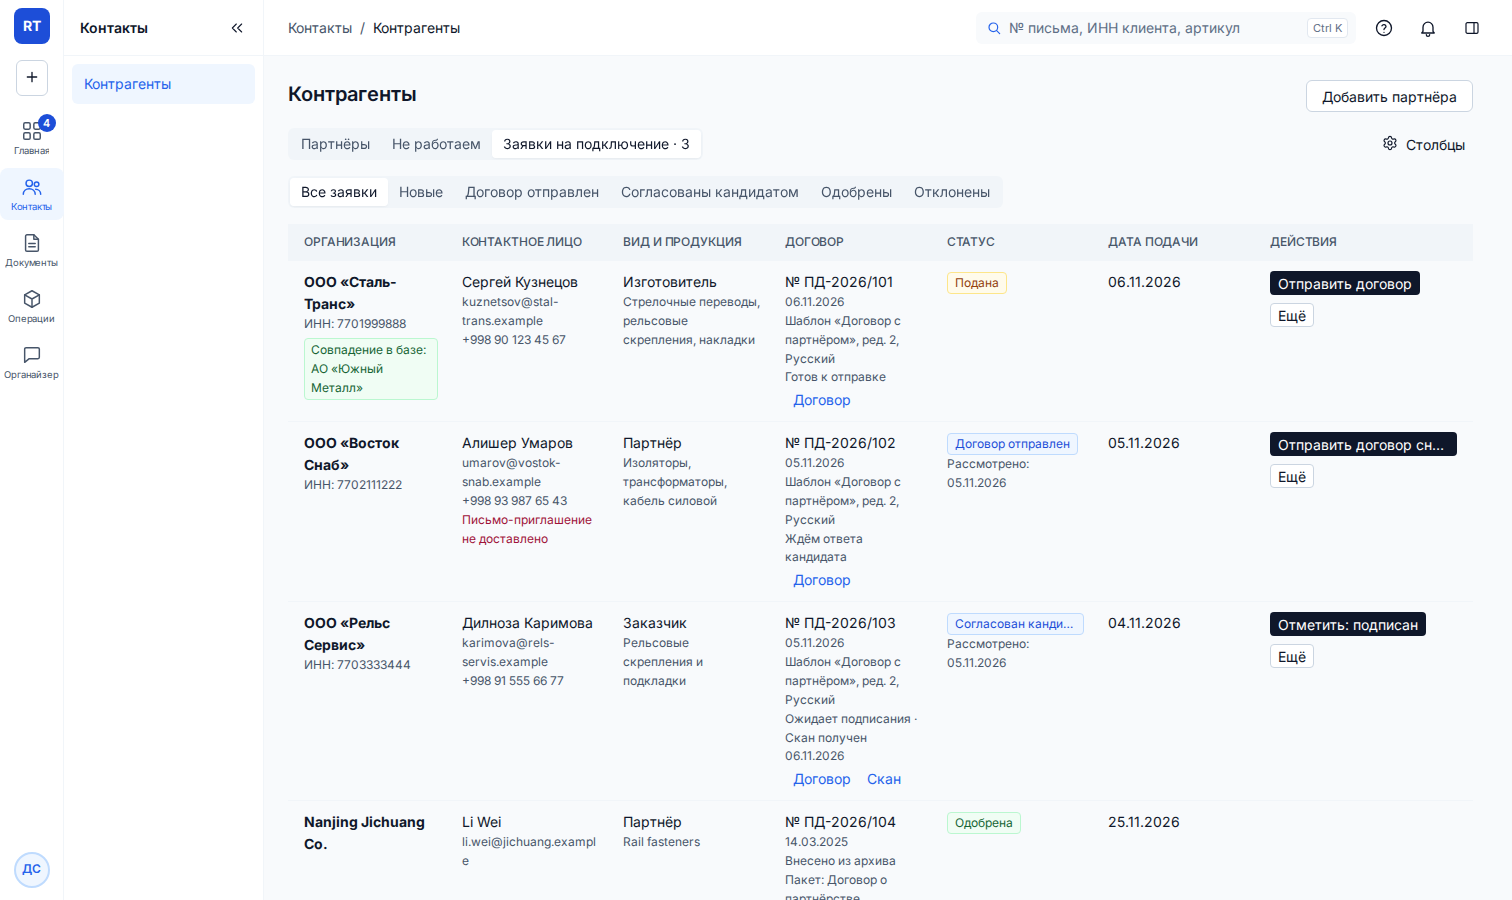 RT
Контакты
Контакты / Контрагенты
№ письма, ИНН клиента, артикул
Ctrl K
4
Главная
Контакты
Документы
Операции
Органайзер
ДС
Контрагенты
Контрагенты
Добавить партнёра
Партнёры
Не работаем
Заявки на подключение · 3
Столбцы
Все заявки
Новые
Договор отправлен
Согласованы кандидатом
Одобрены
Отклонены
ОРГАНИЗАЦИЯ
КОНТАКТНОЕ ЛИЦО
ВИД И ПРОДУКЦИЯ
ДОГОВОР
СТАТУС
ДАТА ПОДАЧИ
ДЕЙСТВИЯ
ООО «Сталь-
Транс»
ИНН: 7701999888
Совпадение в базе:
АО «Южный
Металл»
Сергей Кузнецов
kuznetsov@stal-
trans.example
+998 90 123 45 67
Изготовитель
Стрелочные переводы,
рельсовые
скрепления, накладки
№ ПД-2026/101
06.11.2026
Шаблон «Договор с
партнёром», ред. 2,
Русский
Готов к отправке
Договор
Подана
06.11.2026
Отправить договор
Ещё
ООО «Восток
Снаб»
ИНН: 7702111222
Алишер Умаров
umarov@vostok-
snab.example
+998 93 987 65 43
Письмо-приглашение
не доставлено
Партнёр
Изоляторы,
трансформаторы,
кабель силовой
№ ПД-2026/102
05.11.2026
Шаблон «Договор с
партнёром», ред. 2,
Русский
Ждём ответа
кандидата
Договор
Договор отправлен
Рассмотрено:
05.11.2026
05.11.2026
Отправить договор сн...
Ещё
ООО «Рельс
Сервис»
ИНН: 7703333444
Дилноза Каримова
karimova@rels-
servis.example
+998 91 555 66 77
Заказчик
Рельсовые
скрепления и
подкладки
№ ПД-2026/103
05.11.2026
Шаблон «Договор с
партнёром», ред. 2,
Русский
Ожидает подписания ·
Скан получен
06.11.2026
Договор Скан
Согласован канди...
Рассмотрено:
05.11.2026
04.11.2026
Отметить: подписан
Ещё
Nanjing Jichuang
Co.
Li Wei
li.wei@jichuang.exampl
e
Партнёр
Rail fasteners
№ ПД-2026/104
14.03.2025
Внесено из архива
Пакет: Договор о
партнёрстве
Одобрена
25.11.2026